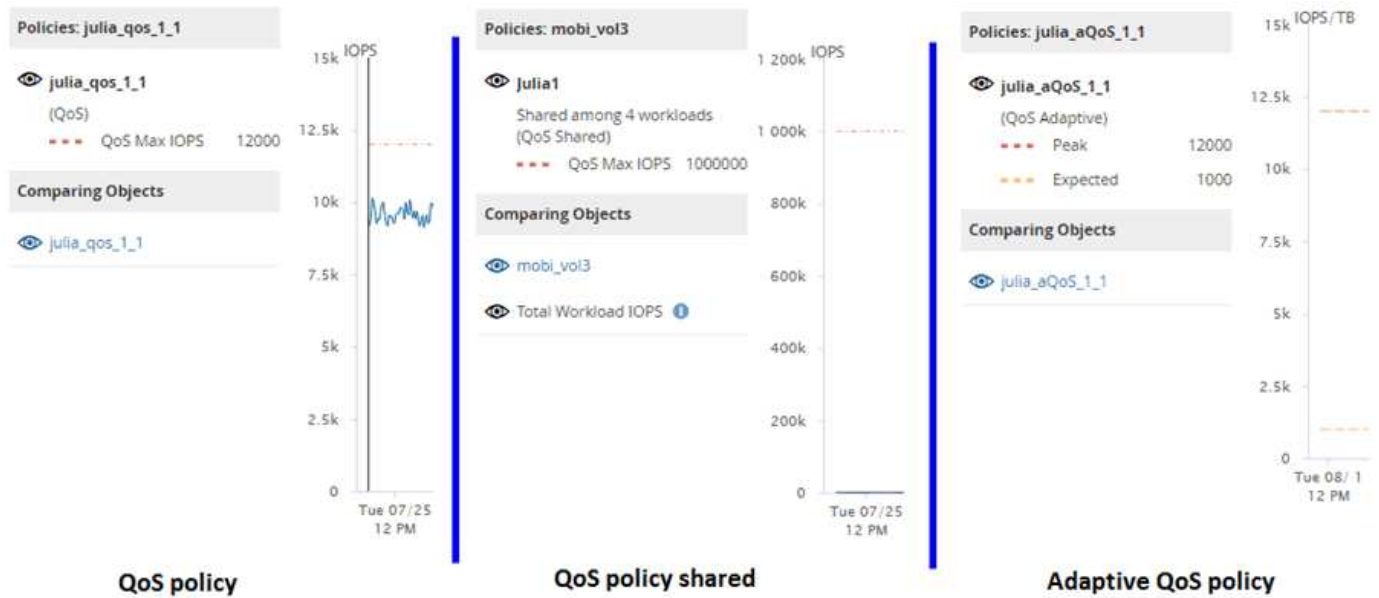 Policies: julia_qos_1_1
julia_qos_1_1
(QoS)
QoS Max IOPS 12000
Comparing Objects
julia_qos_1_1
IOPS
15k
12.5k
10k
7.5k
5k
2.5k
0
Tue 07/25
12 PM
QoS policy
Policies: mobi_vol3
Julia1
Shared among 4 workloads
(QoS Shared)
QoS Max IOPS 1000000
Comparing Objects
mobi_vol3
Total Workload IOPS
IOPS
1 200k
1 000k
800k
600k
400k
200k
0
Tue 07/25
12 PM
QoS policy shared
Policies: julia_aQoS_1_1
julia_aQoS_1_1
(QoS Adaptive)
Peak 12000
Expected 1000
Comparing Objects
julia_aQoS_1_1
15k IOPS/TB
12.5k
10k
7.5k
5k
2.5k
0
Tue 08/ 1
12 PM
Adaptive QoS policy